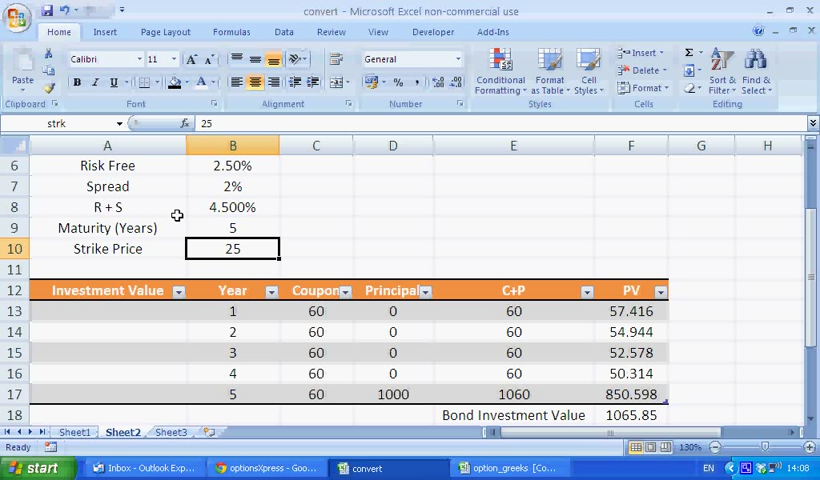 convert - Microsoft Excel non-commercial use
Home Insert Page Layout Formulas Data Review View Developer Add-Ins
Paste
Calibri 11
B I U
General
% ,
Conditional Formatting
Format as Table
Cell Styles
Insert
Delete
Format
Σ
Sort & Filter
Find & Select
Clipboard Font Alignment Number Styles Cells Editing
strk fx 25
A B C D E F G H
6 Risk Free 2.50%
7 Spread 2%
8 R + S 4.500%
9 Maturity (Years) 5
10 Strike Price 25
11
12 Investment Value Year Coupon Principal C+P PV
13 1 60 0 60 57.416
14 2 60 0 60 54.944
15 3 60 0 60 52.578
16 4 60 0 60 50.314
17 5 60 1000 1060 850.598
18 Bond Investment Value 1065.85
Sheet1 Sheet2 Sheet3
Ready 130%
start Inbox - Outlook Exp... optionsXpress - Goo... convert option_greeks [Co... EN 14:08